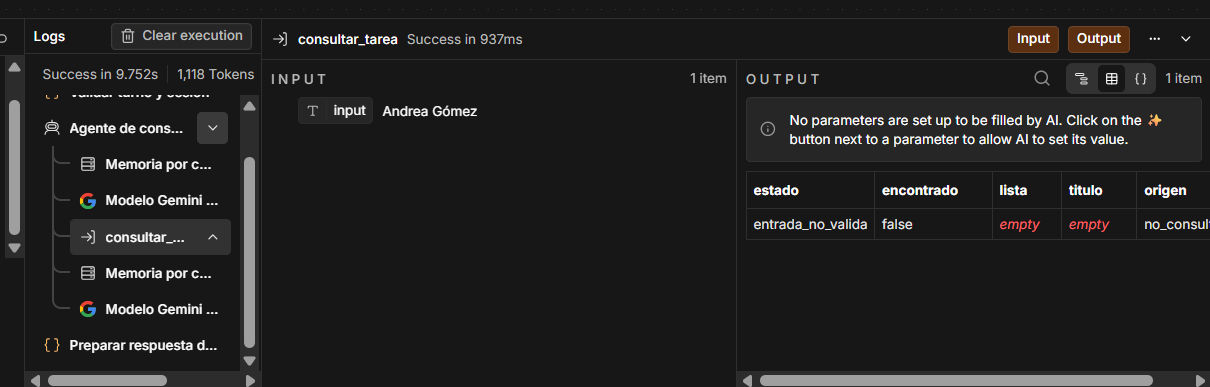 Logs
Clear execution
Success in 9.752s
1,118 Tokens
Validar turno y sesión
Agente de cons...
Memoria por c...
Modelo Gemini ...
consultar_...
Memoria por c...
Modelo Gemini ...
Preparar respuesta d...
consultar_tarea Success in 937ms
Input
Output
INPUT
1 item
T input Andrea Gómez
OUTPUT
1 item
No parameters are set up to be filled by AI. Click on the ✨
button next to a parameter to allow AI to set its value.
estado encontrado lista titulo origen
entrada_no_valida false empty empty no_consul